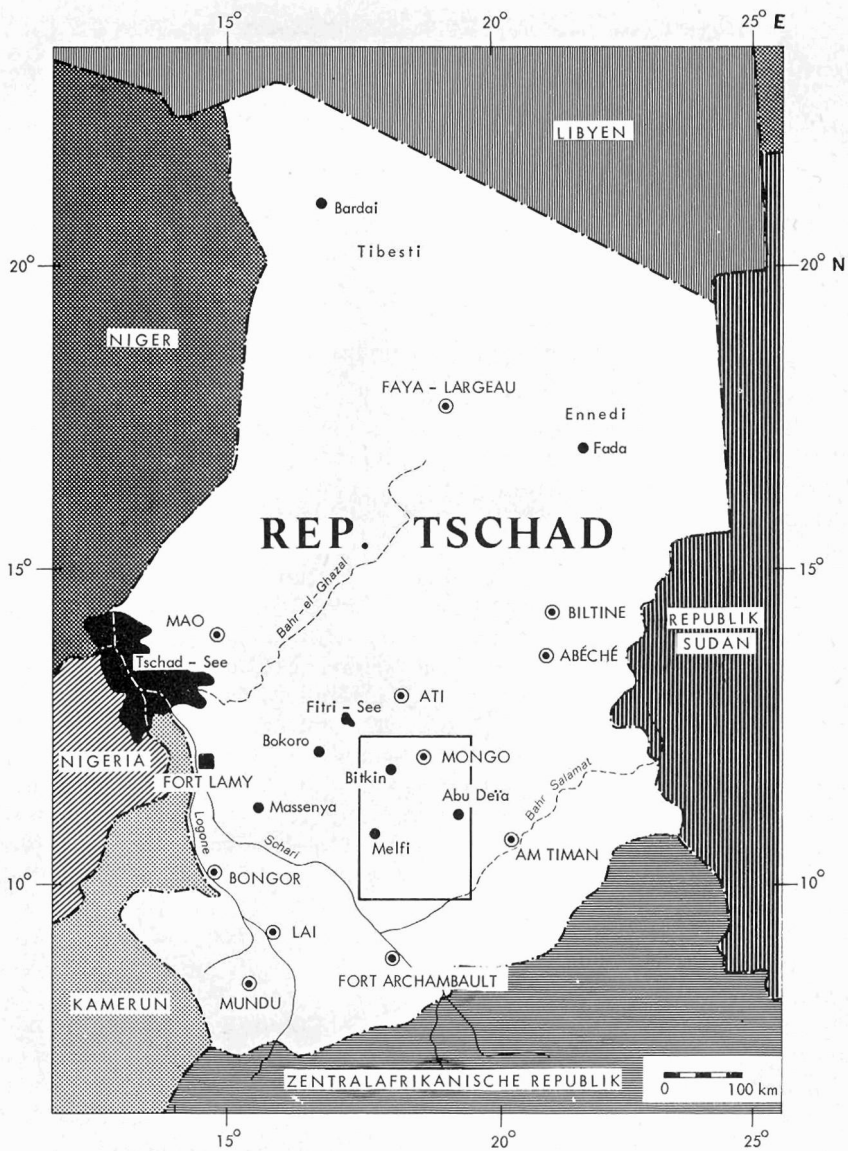 15° 20° 25° E
LIBYEN
Bardai
Tibesti
20° 20° N
NIGER
FAYA – LARGEAU
Ennedi
Fada
REP. TSCHAD
15° 15°
Bahr-el-Ghazal
BILTINE
MAO
REPUBLIK
SUDAN
ABÉCHÉ
Tschad – See
ATI
Fitri – See
Bokoro
MONGO
NIGERIA
Bitkin
FORT LAMY
Abu Deïa
Bahr Salamat
Massenya
Logone
Schari
Melfi
AM TIMAN
10° 10°
BONGOR
LAI
FORT ARCHAMBAULT
KAMERUN
MUNDU
ZENTRALAFRIKANISCHE REPUBLIK
0 100 km
15° 20° 25°